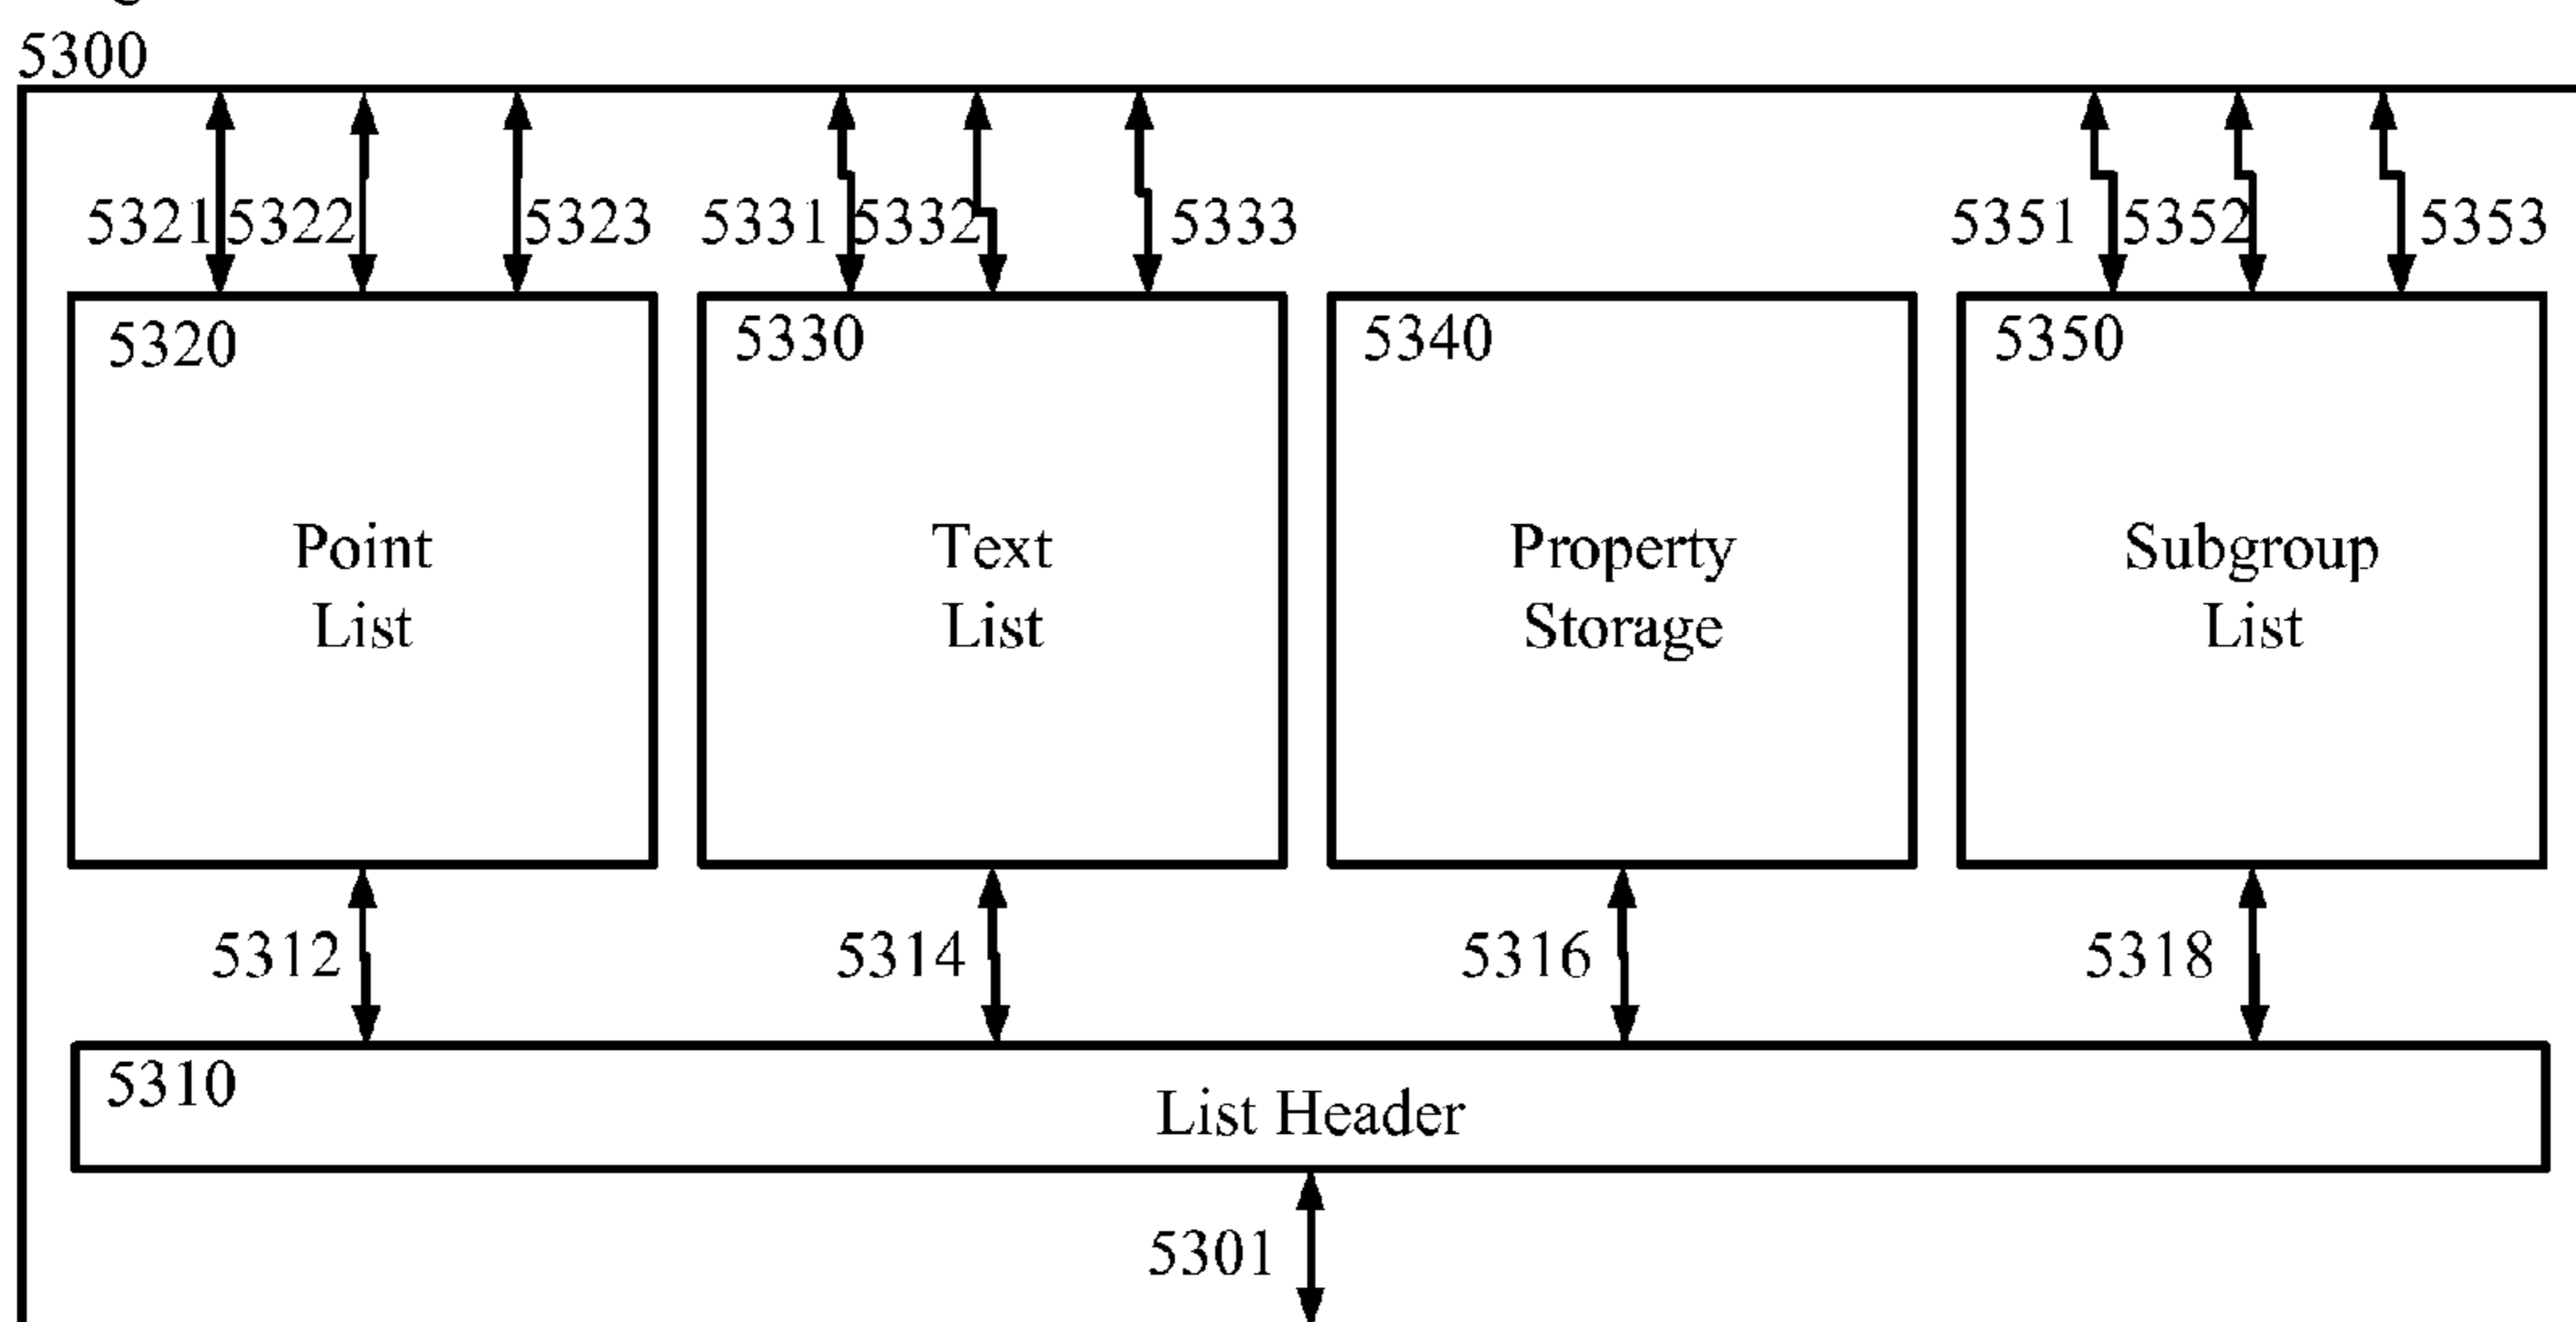 5300
5321 5322 5323 5331 5332 5333 5351 5352 5353
5320 5330 5340 5350
Point
List
Text
List
Property
Storage
Subgroup
List
5312 5314 5316 5318
5310
List Header
5301